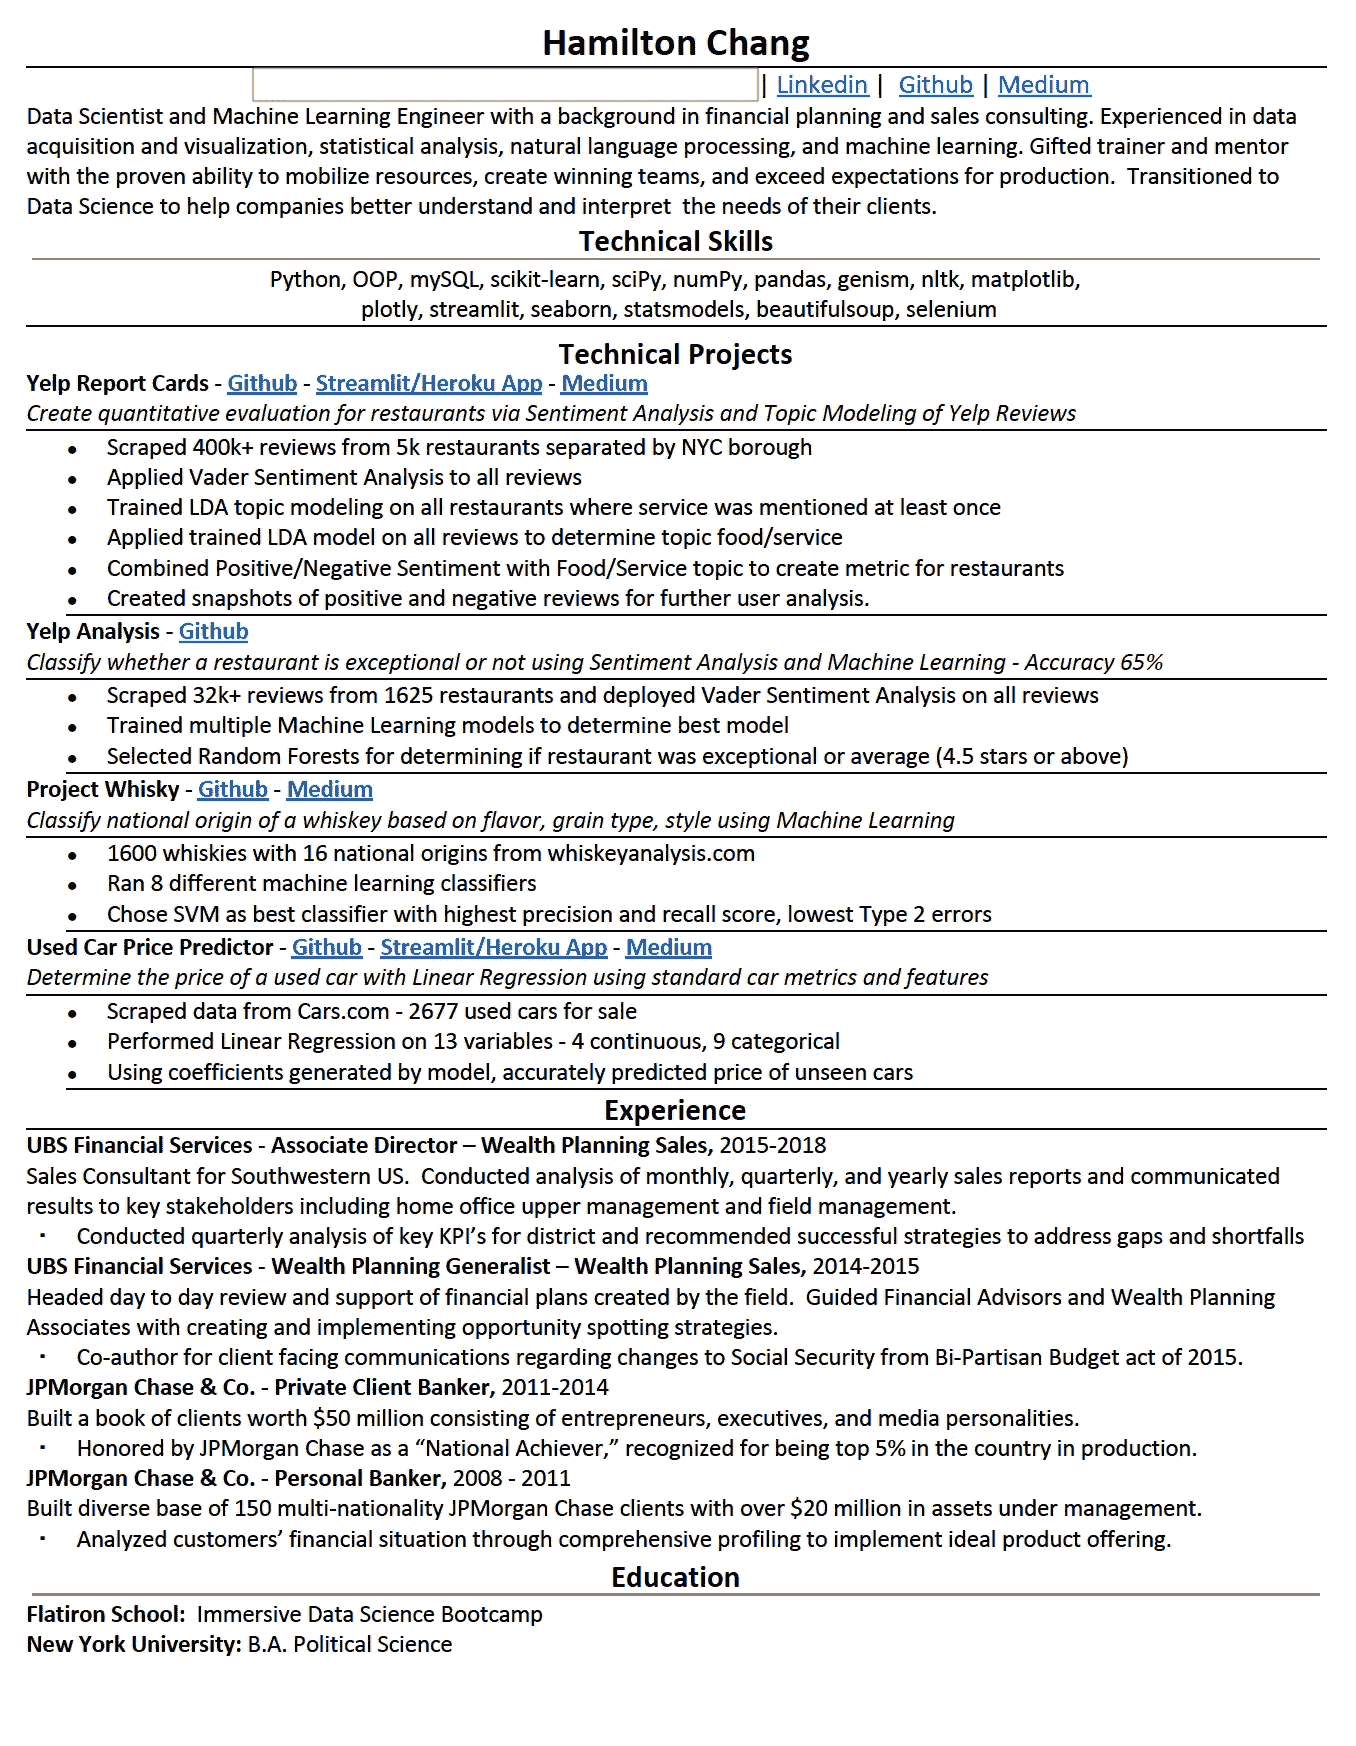 Hamilton Chang
| Linkedin | Github | Medium
Data Scientist and Machine Learning Engineer with a background in financial planning and sales consulting. Experienced in data
acquisition and visualization, statistical analysis, natural language processing, and machine learning. Gifted trainer and mentor
with the proven ability to mobilize resources, create winning teams, and exceed expectations for production.  Transitioned to
Data Science to help companies better understand and interpret  the needs of their clients.
Technical Skills
Python, OOP, mySQL, scikit-learn, sciPy, numPy, pandas, genism, nltk, matplotlib,
plotly, streamlit, seaborn, statsmodels, beautifulsoup, selenium
Technical Projects
Yelp Report Cards - Github - Streamlit/Heroku App - Medium
Create quantitative evaluation for restaurants via Sentiment Analysis and Topic Modeling of Yelp Reviews
• Scraped 400k+ reviews from 5k restaurants separated by NYC borough
• Applied Vader Sentiment Analysis to all reviews
• Trained LDA topic modeling on all restaurants where service was mentioned at least once
• Applied trained LDA model on all reviews to determine topic food/service
• Combined Positive/Negative Sentiment with Food/Service topic to create metric for restaurants
• Created snapshots of positive and negative reviews for further user analysis.
Yelp Analysis - Github
Classify whether a restaurant is exceptional or not using Sentiment Analysis and Machine Learning - Accuracy 65%
• Scraped 32k+ reviews from 1625 restaurants and deployed Vader Sentiment Analysis on all reviews
• Trained multiple Machine Learning models to determine best model
• Selected Random Forests for determining if restaurant was exceptional or average (4.5 stars or above)
Project Whisky - Github - Medium
Classify national origin of a whiskey based on flavor, grain type, style using Machine Learning
• 1600 whiskies with 16 national origins from whiskeyanalysis.com
• Ran 8 different machine learning classifiers
• Chose SVM as best classifier with highest precision and recall score, lowest Type 2 errors
Used Car Price Predictor - Github - Streamlit/Heroku App - Medium
Determine the price of a used car with Linear Regression using standard car metrics and features
• Scraped data from Cars.com - 2677 used cars for sale
• Performed Linear Regression on 13 variables - 4 continuous, 9 categorical
• Using coefficients generated by model, accurately predicted price of unseen cars
Experience
UBS Financial Services - Associate Director – Wealth Planning Sales, 2015-2018
Sales Consultant for Southwestern US.  Conducted analysis of monthly, quarterly, and yearly sales reports and communicated
results to key stakeholders including home office upper management and field management.
▪ Conducted quarterly analysis of key KPI’s for district and recommended successful strategies to address gaps and shortfalls
UBS Financial Services - Wealth Planning Generalist – Wealth Planning Sales, 2014-2015
Headed day to day review and support of financial plans created by the field.  Guided Financial Advisors and Wealth Planning
Associates with creating and implementing opportunity spotting strategies.
▪ Co-author for client facing communications regarding changes to Social Security from Bi-Partisan Budget act of 2015.
JPMorgan Chase & Co. - Private Client Banker, 2011-2014
Built a book of clients worth $50 million consisting of entrepreneurs, executives, and media personalities.
▪ Honored by JPMorgan Chase as a “National Achiever,” recognized for being top 5% in the country in production.
JPMorgan Chase & Co. - Personal Banker, 2008 - 2011
Built diverse base of 150 multi-nationality JPMorgan Chase clients with over $20 million in assets under management.
▪ Analyzed customers’ financial situation through comprehensive profiling to implement ideal product offering.
Education
Flatiron School:  Immersive Data Science Bootcamp
New York University: B.A. Political Science